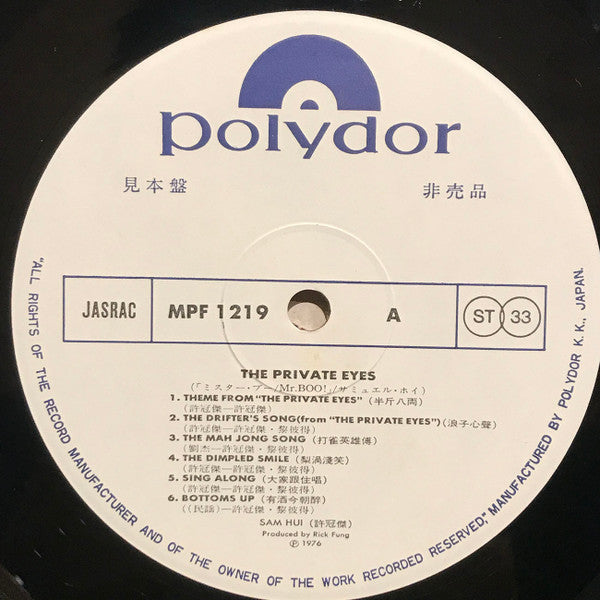 polydor
見本盤 非売品
JASRAC MPF 1219 A ST 33
THE PRIVATE EYES
(「ミスター・ブー/Mr.BOO!」/サミュエル・ホイ)
1. THEME FROM "THE PRIVATE EYES" (半斤八両)
(許冠傑—許冠傑)
2. THE DRIFTER'S SONG(from "THE PRIVATE EYES")(浪子心聲)
(許冠傑—許冠傑・黎彼得)
3. THE MAH JONG SONG (打雀英雄傳)
(劉杰—許冠傑・黎彼得)
4. THE DIMPLED SMILE (梨渦淺笑)
(許冠傑—許冠傑・黎彼得)
5. SING ALONG (大家跟住唱)
(許冠傑—許冠傑・黎彼得)
6. BOTTOMS UP (有酒今朝醉)
((民謡)—許冠傑・黎彼得)
SAM HUI (許冠傑)
Produced by Rick Fung
Ⓟ 1976
"ALL RIGHTS OF THE RECORD MANUFACTURER AND OF THE OWNER OF THE WORK RECORDED RESERVED," MANUFACTURED BY POLYDOR K.K., JAPAN.